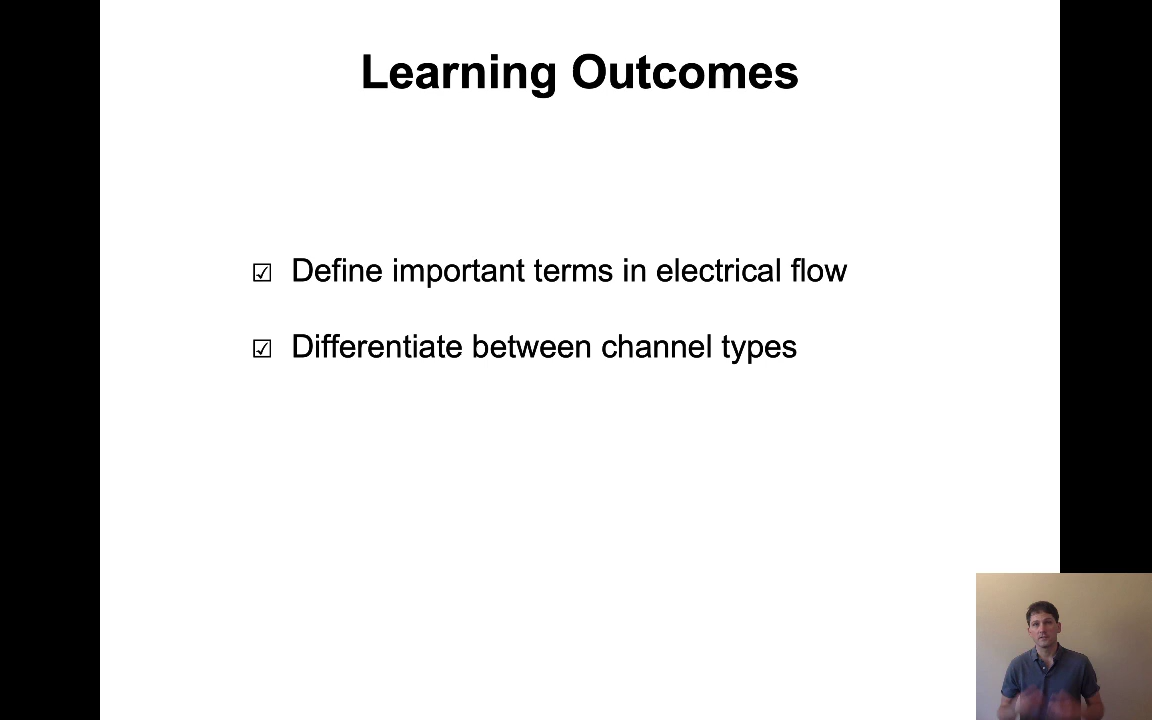 Learning Outcomes
☑ Define important terms in electrical flow
☑ Differentiate between channel types